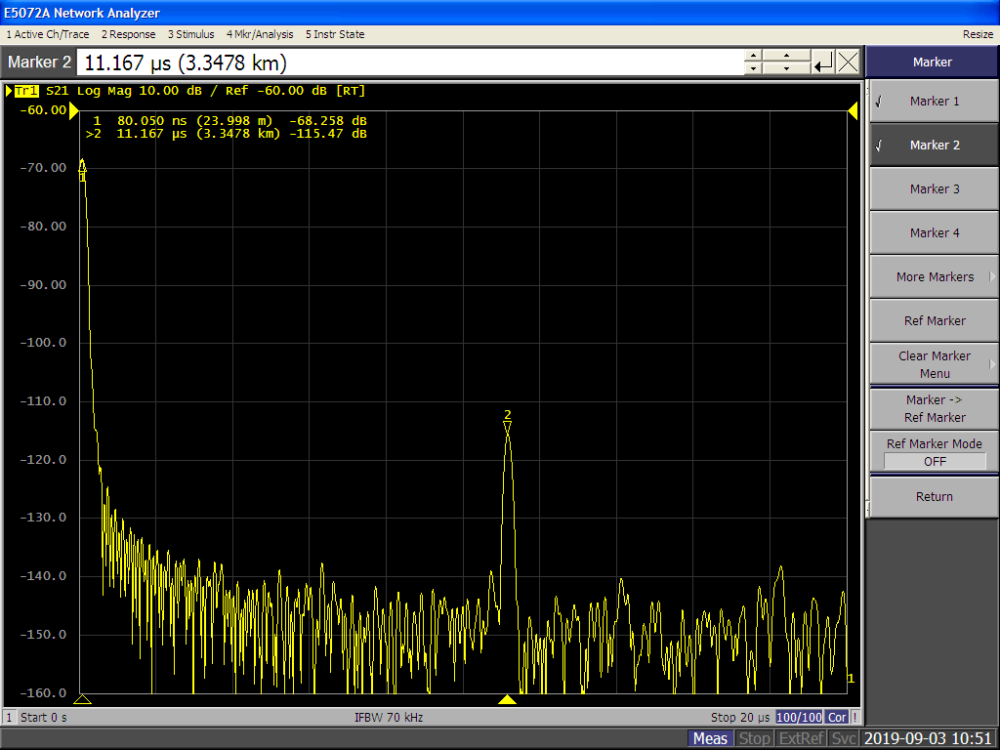 E5072A Network Analyzer
1 Active Ch/Trace 2 Response 3 Stimulus 4 Mkr/Analysis 5 Instr State Resize
Marker 2 11.167 µs (3.3478 km)
Marker
Tr1 S21 Log Mag 10.00 dB / Ref -60.00 dB [RT]
1 80.050 ns (23.998 m) -68.258 dB
>2 11.167 µs (3.3478 km) -115.47 dB
-60.00
-70.00
-80.00
-90.00
-100.0
-110.0
-120.0
-130.0
-140.0
-150.0
-160.0
1
2
1
Marker 1
Marker 2
Marker 3
Marker 4
More Markers
Ref Marker
Clear Marker
Menu
Marker ->
Ref Marker
Ref Marker Mode
OFF
Return
1 Start 0 s IFBW 70 kHz Stop 20 µs 100/100 Cor !
Meas Stop ExtRef Svc 2019-09-03 10:51